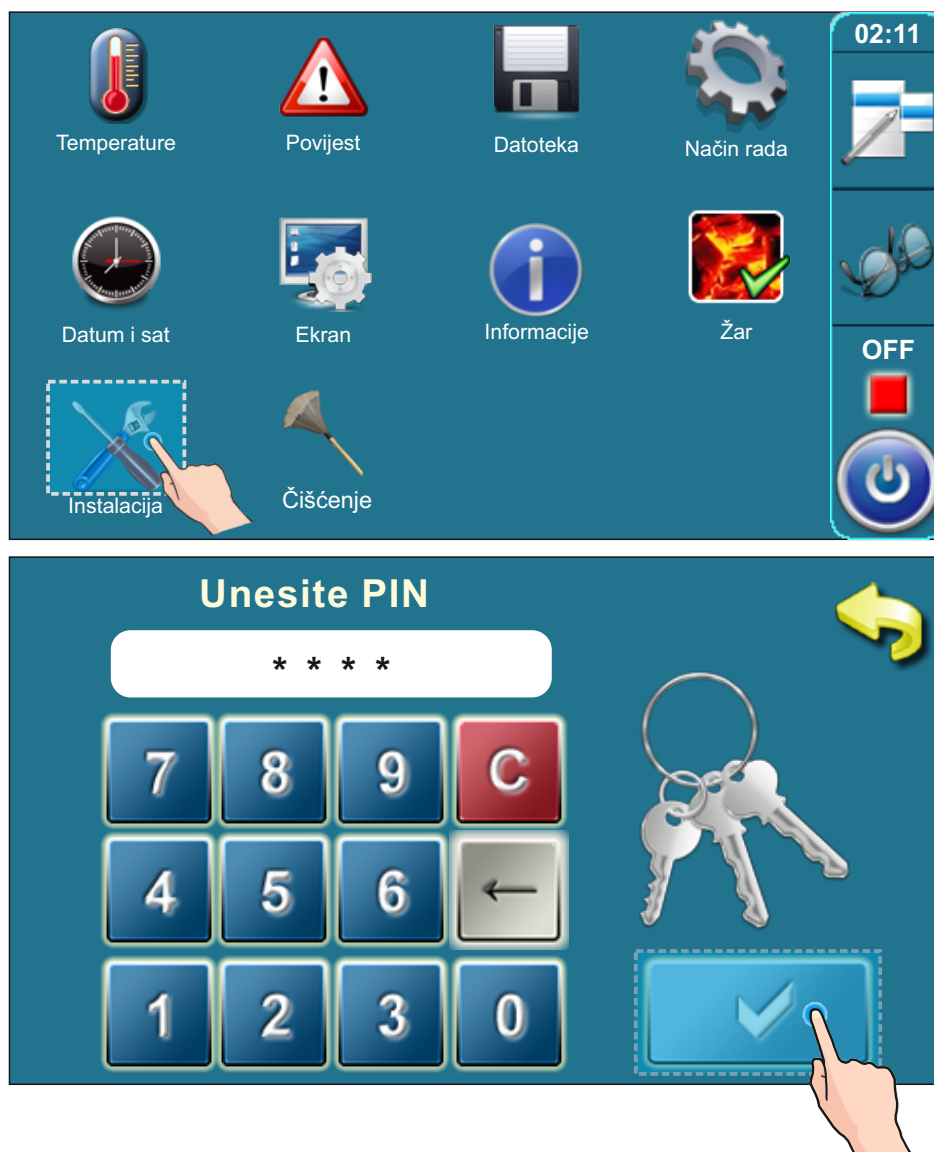 02:11
Temperature
Povijest
Datoteka
Način rada
Datum i sat
Ekran
Informacije
Žar
OFF
Instalacija
Čišćenje
Unesite PIN
* * * *
7 8 9 C
4 5 6 ←
1 2 3 0